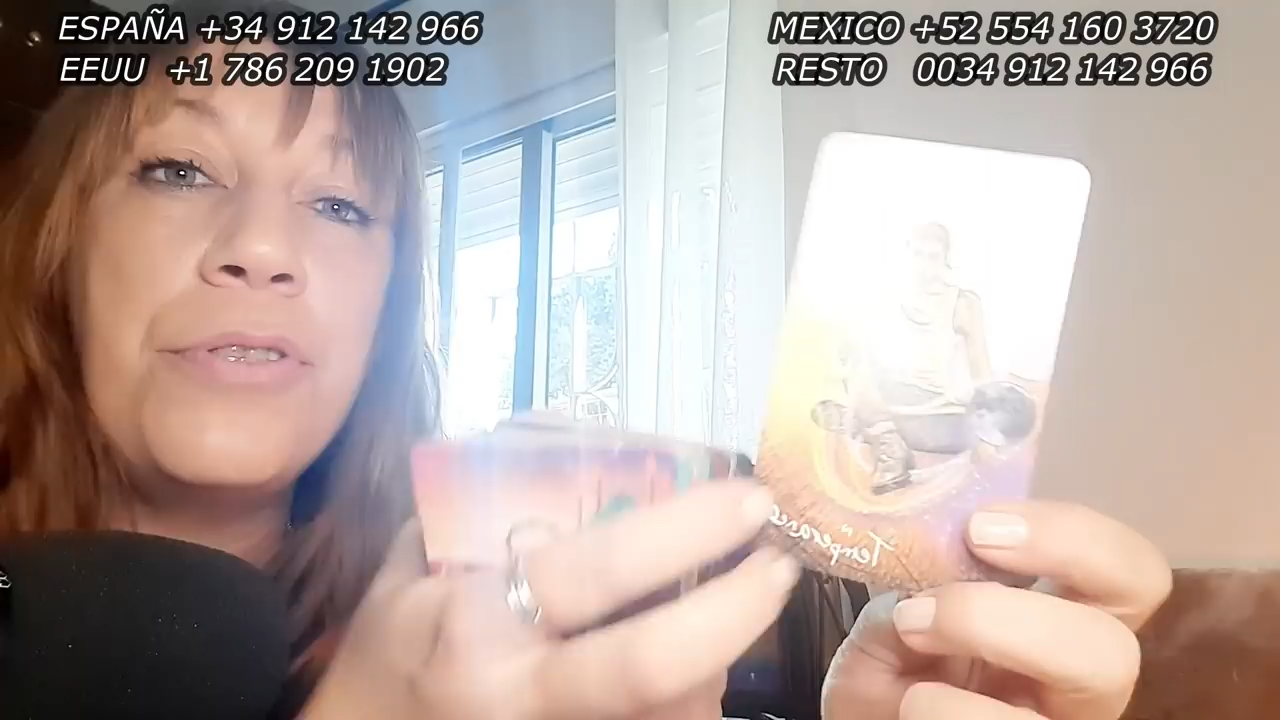 ESPAÑA +34 912 142 966
EEUU +1 786 209 1902
MEXICO +52 554 160 3720
RESTO 0034 912 142 966